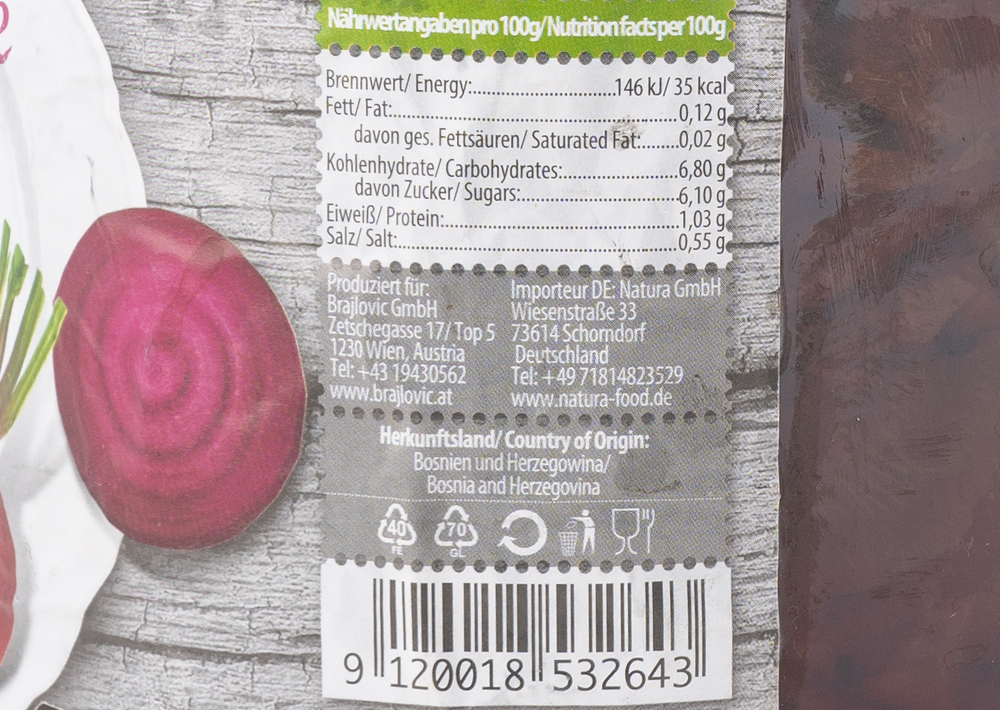 Nährwertangaben pro 100g/ Nutrition facts per 100g
Brennwert/ Energy:......................146 kJ/ 35 kcal
Fett/ Fat:.............................................0,12 g
davon ges. Fettsäuren/ Saturated Fat:.......0,02 g
Kohlenhydrate/ Carbohydrates:..................6,80 g
davon Zucker/ Sugars:.........................6,10 g
Eiweiß/ Protein:......................................1,03 g
Salz/ Salt:............................................0,55 g
Produziert für:
Brajlovic GmbH
Zetschegasse 17/ Top 5
1230 Wien, Austria
Tel: +43 19430562
www.brajlovic.at
Importeur DE: Natura GmbH
Wiesenstraße 33
73614 Schorndorf
Deutschland
Tel: +49 71814823529
www.natura-food.de
Herkunftsland/ Country of Origin:
Bosnien und Herzegowina/
Bosnia and Herzegovina
40
FE
70
GL
9 120018 532643